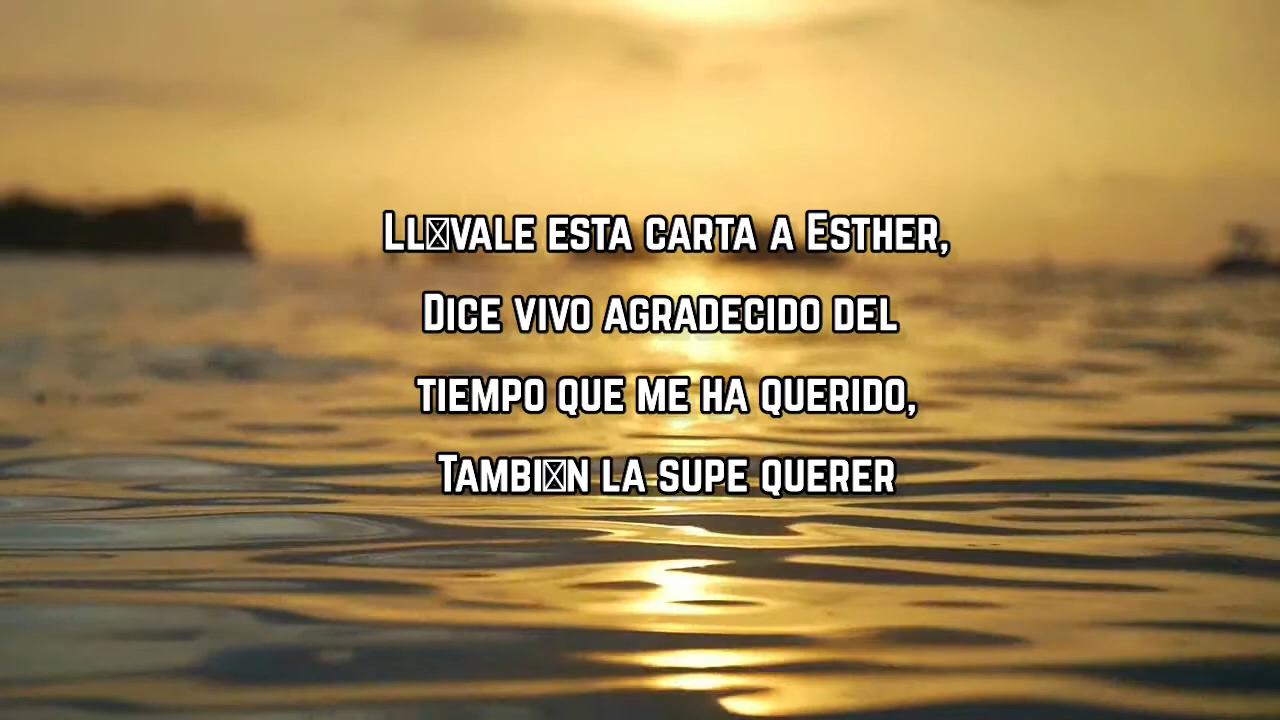 Ll☒vale esta carta a Esther,
Dice vivo agradecido del
tiempo que me ha querido,
Tambi☒n la supe querer